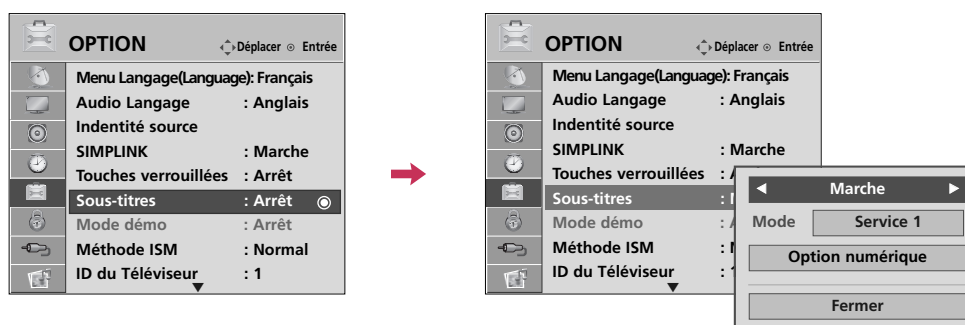 OPTION Déplacer Entrée
Menu Langage(Language): Français
Audio Langage : Anglais
Indentité source
SIMPLINK : Marche
Touches verrouillées : Arrêt
Sous-titres : Arrêt
Mode démo : Arrêt
Méthode ISM : Normal
ID du Téléviseur : 1
OPTION Déplacer Entrée
Menu Langage(Language): Français
Audio Langage : Anglais
Indentité source
SIMPLINK : Marche
Touches verrouillées :
Sous-titres :
Mode démo :
Méthode ISM :
ID du Téléviseur :
Marche
Mode Service 1
Option numérique
Fermer